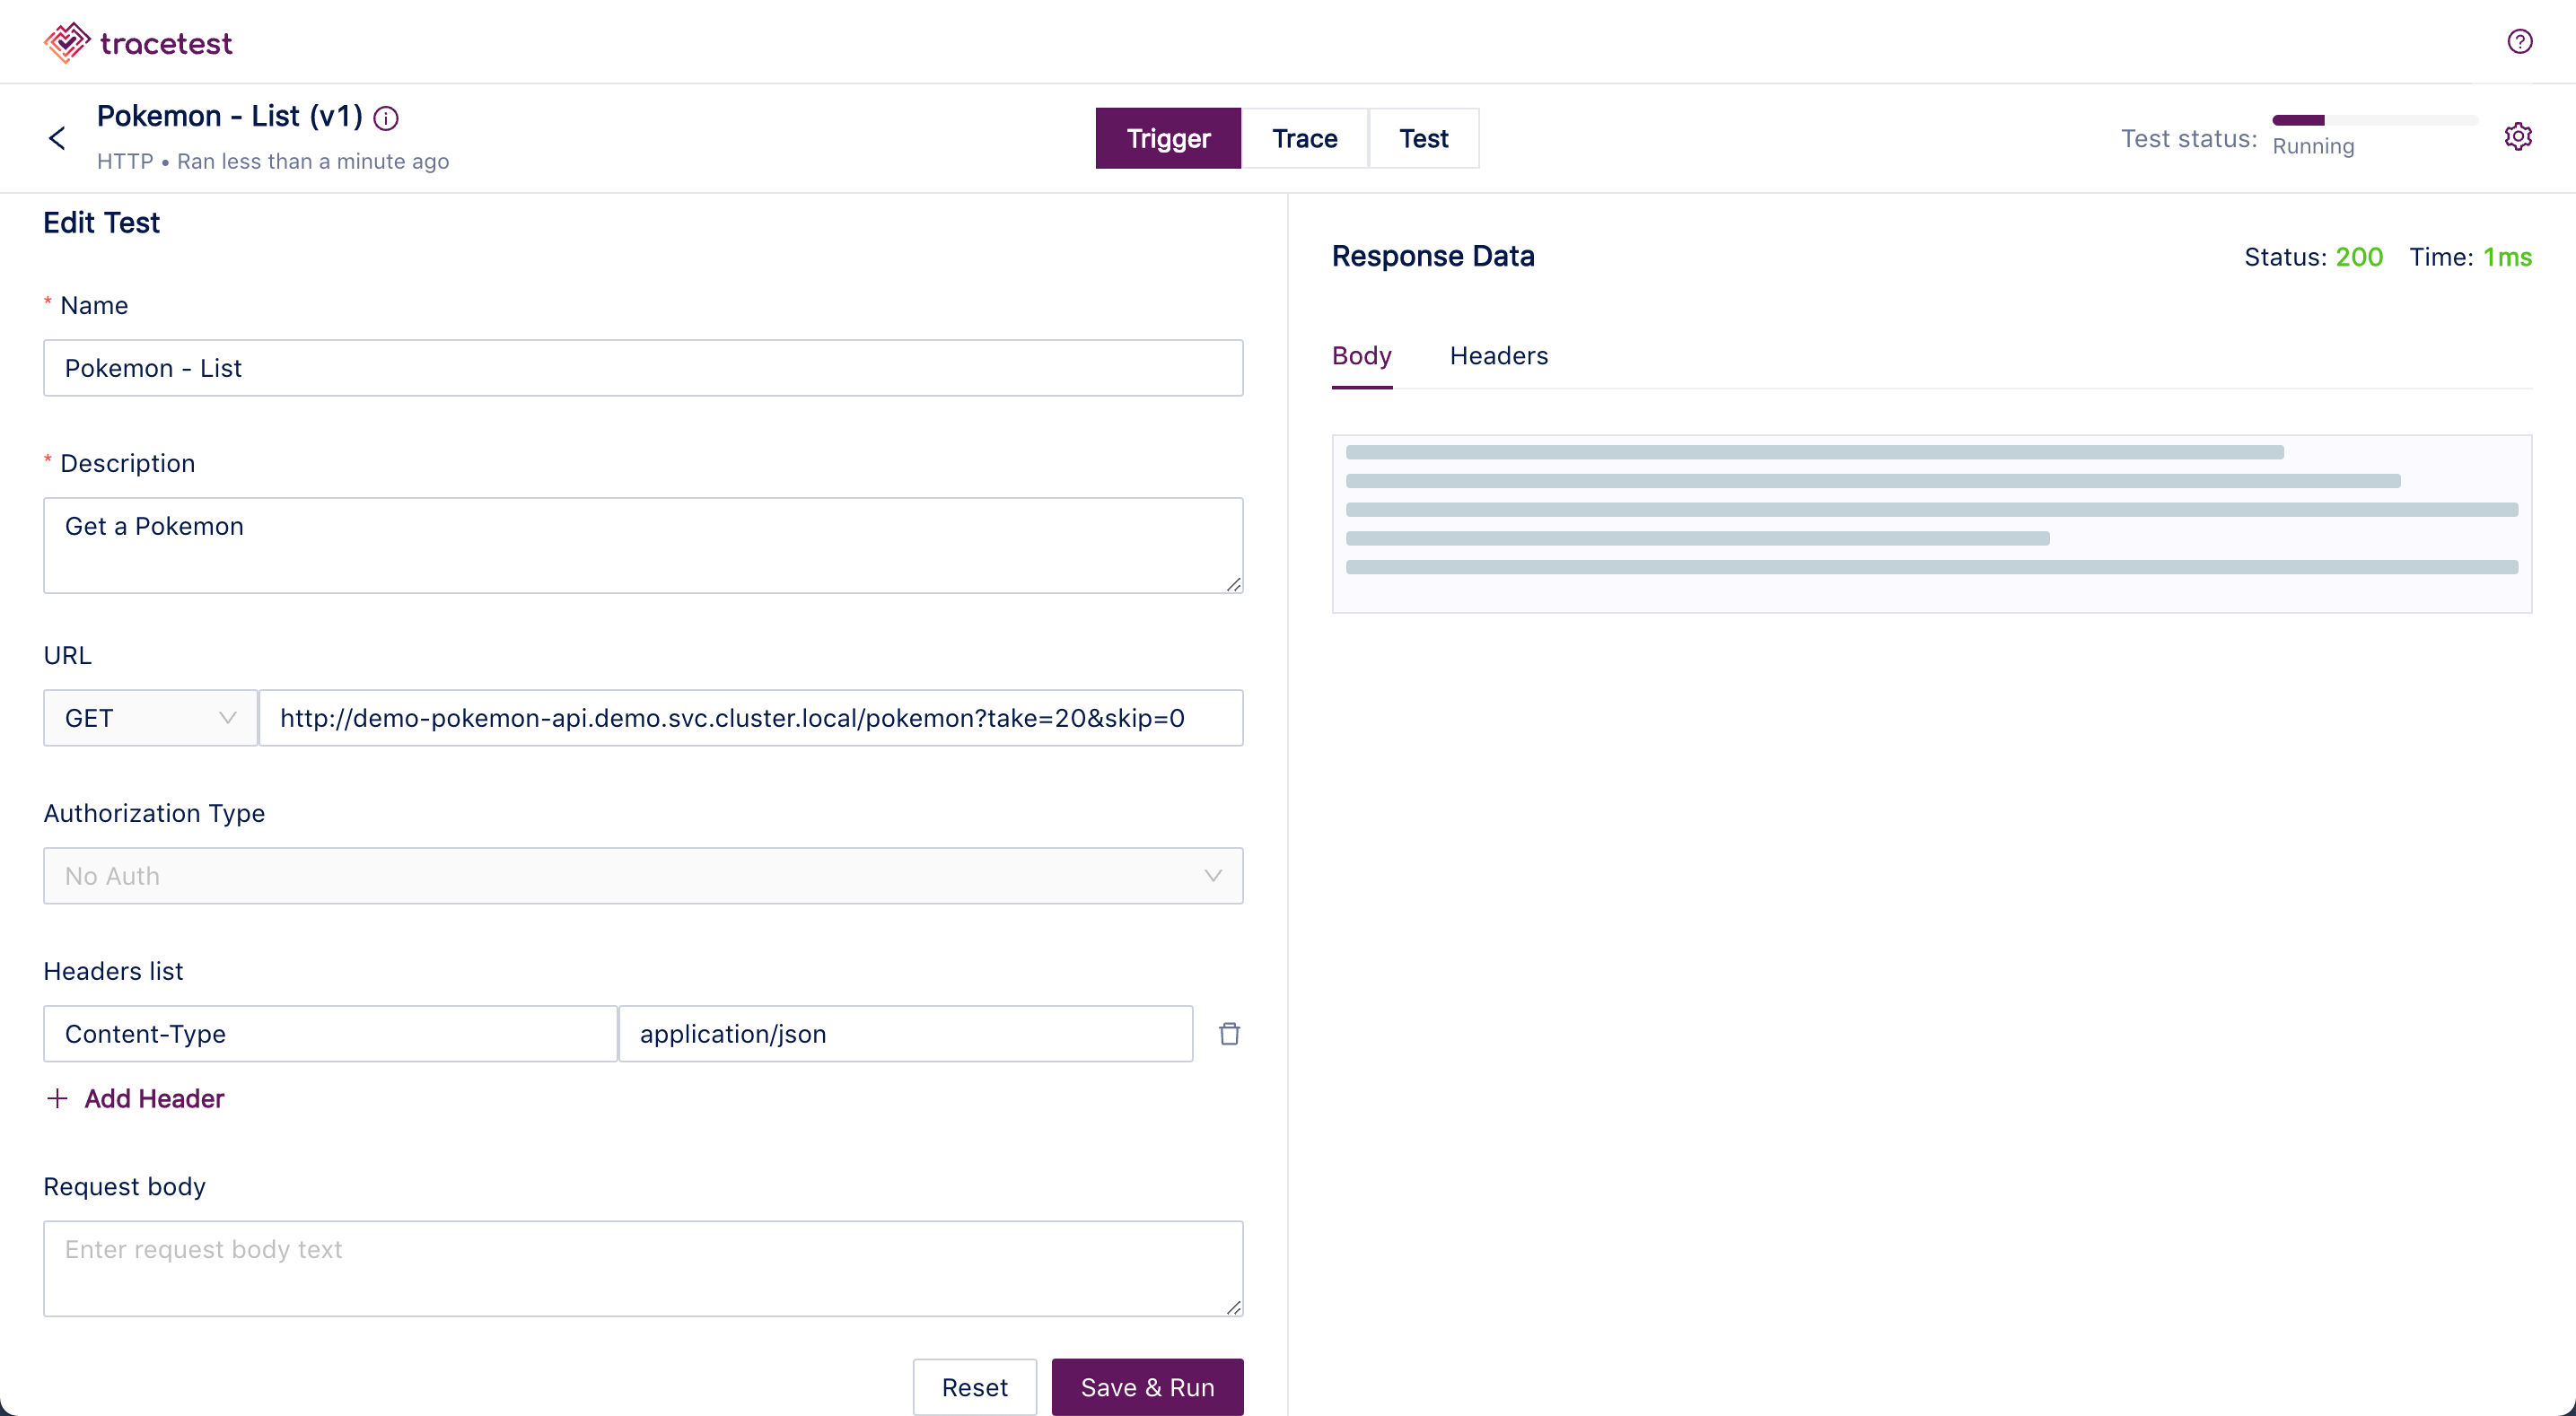 tracetest
Pokemon - List (v1)
HTTP • Ran less than a minute ago
Trigger
Trace
Test
Test status:
Running
Edit Test
* Name
Pokemon - List
* Description
Get a Pokemon
URL
GET
http://demo-pokemon-api.demo.svc.cluster.local/pokemon?take=20&skip=0
Authorization Type
No Auth
Headers list
Content-Type
application/json
Add Header
Request body
Enter request body text
Reset
Save & Run
Response Data
Status: 200 Time: 1ms
Body
Headers